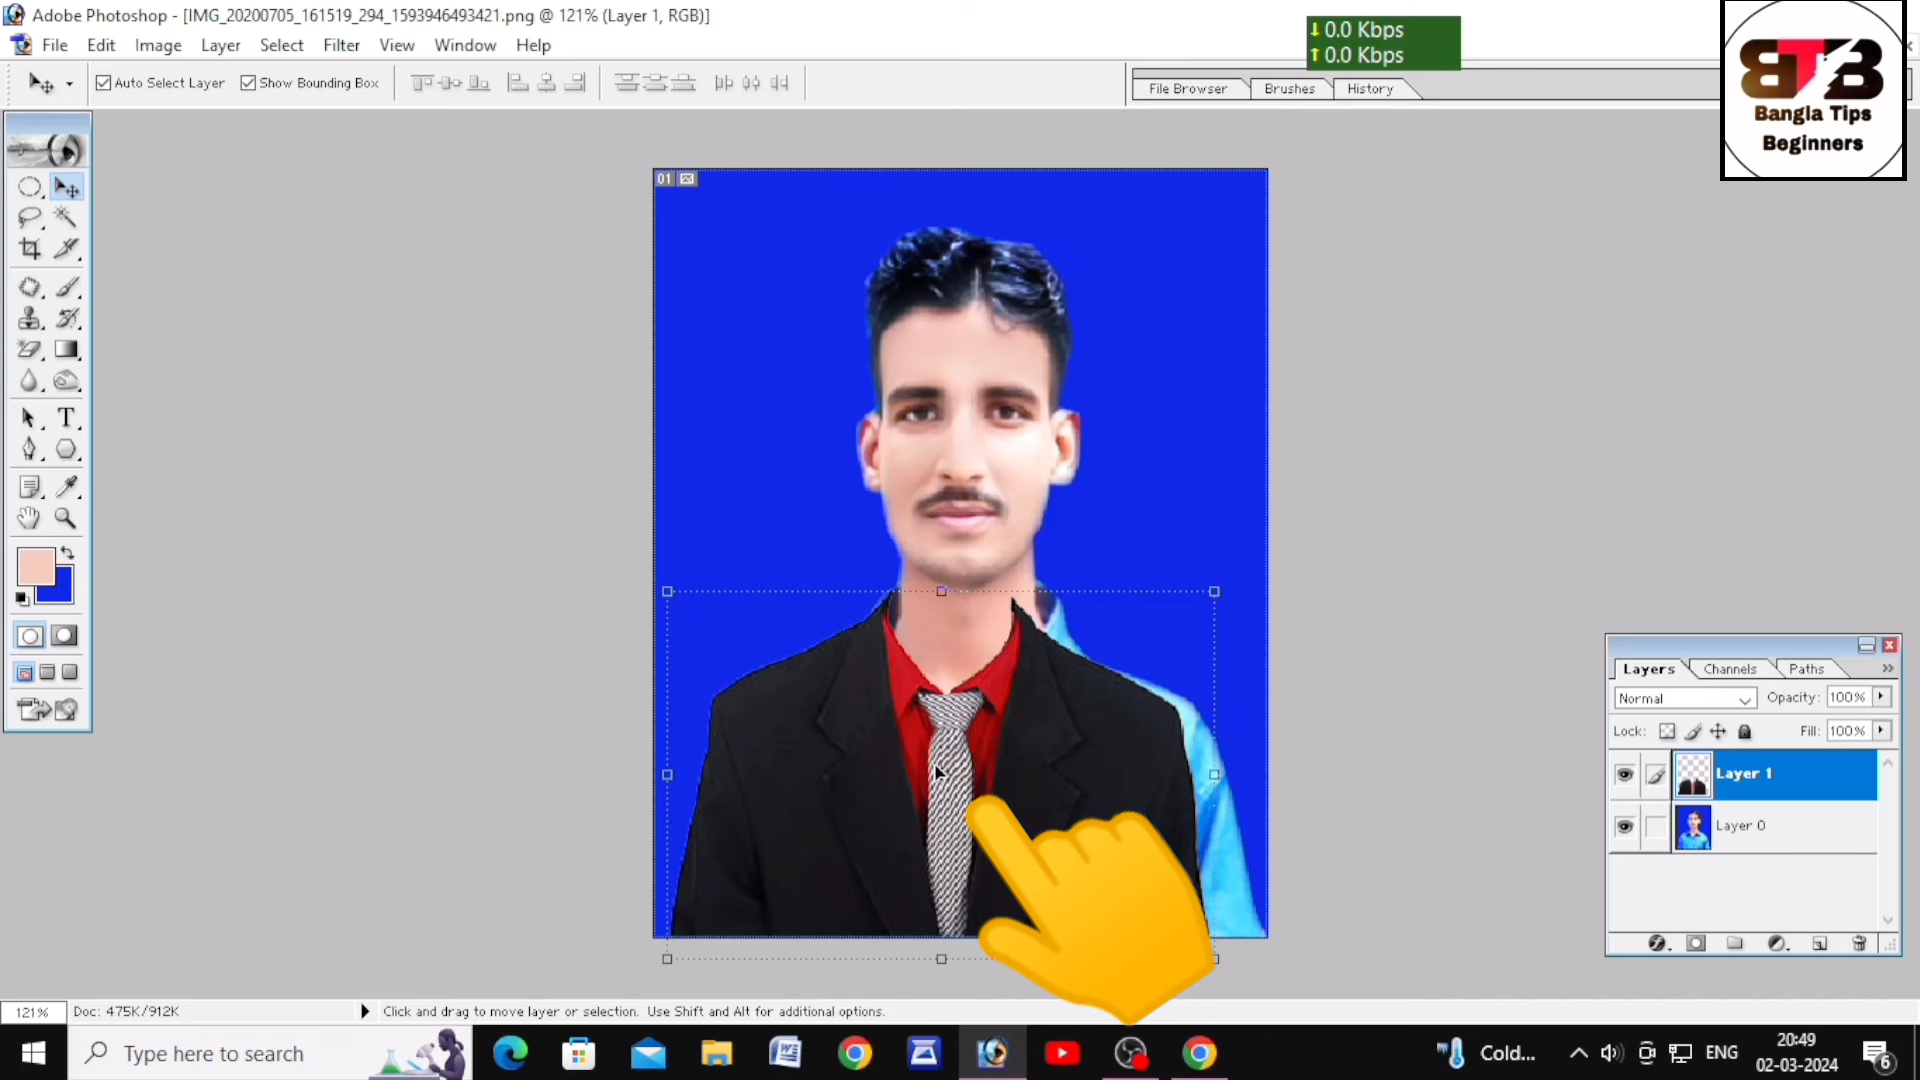 Adobe Photoshop - [IMG_20200705_161519_294_1593946493421.png @ 121% (Layer 1, RGB)]
File Edit Image Layer Select Filter View Window Help
0.0 Kbps
0.0 Kbps
Auto Select Layer Show Bounding Box
File Browser Brushes History
BTB
Bangla Tips
Beginners
01
T
Layers Channels Paths
Normal Opacity: 100%
Lock: Fill: 100%
Layer 1
Layer 0
121% Doc: 475K/912K Click and drag to move layer or selection. Use Shift and Alt for additional options.
Type here to search
Cold... ENG
20:49
02-03-2024
6